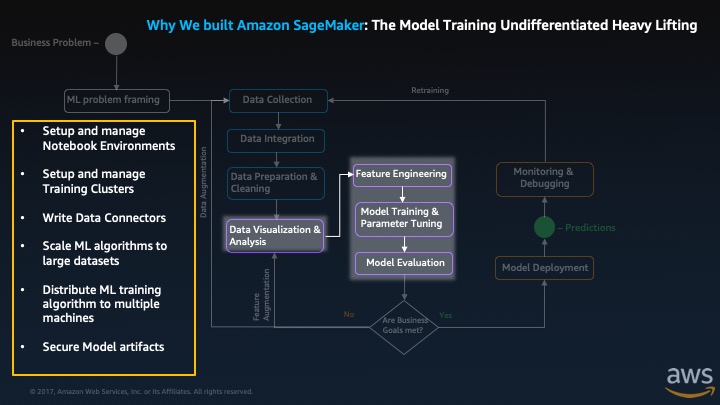 Why We built Amazon SageMaker: The Model Training Undifferentiated Heavy Lifting
Business Problem –
ML problem framing
• Setup and manage
Notebook Environments
• Setup and manage
Training Clusters
• Write Data Connectors
• Scale ML algorithms to
large datasets
• Distribute ML training
algorithm to multiple
machines
• Secure Model artifacts
Data Augmentation
Data Collection
Data Integration
Data Preparation &
Cleaning
Data Visualization &
Analysis
Feature
Augmentation
Feature Engineering
Model Training &
Parameter Tuning
Model Evaluation
Are Business
Goals met?
No
Yes
Retraining
Monitoring &
Debugging
– Predictions
Model Deployment
© 2017, Amazon Web Services, Inc. or its Affiliates. All rights reserved.
aws